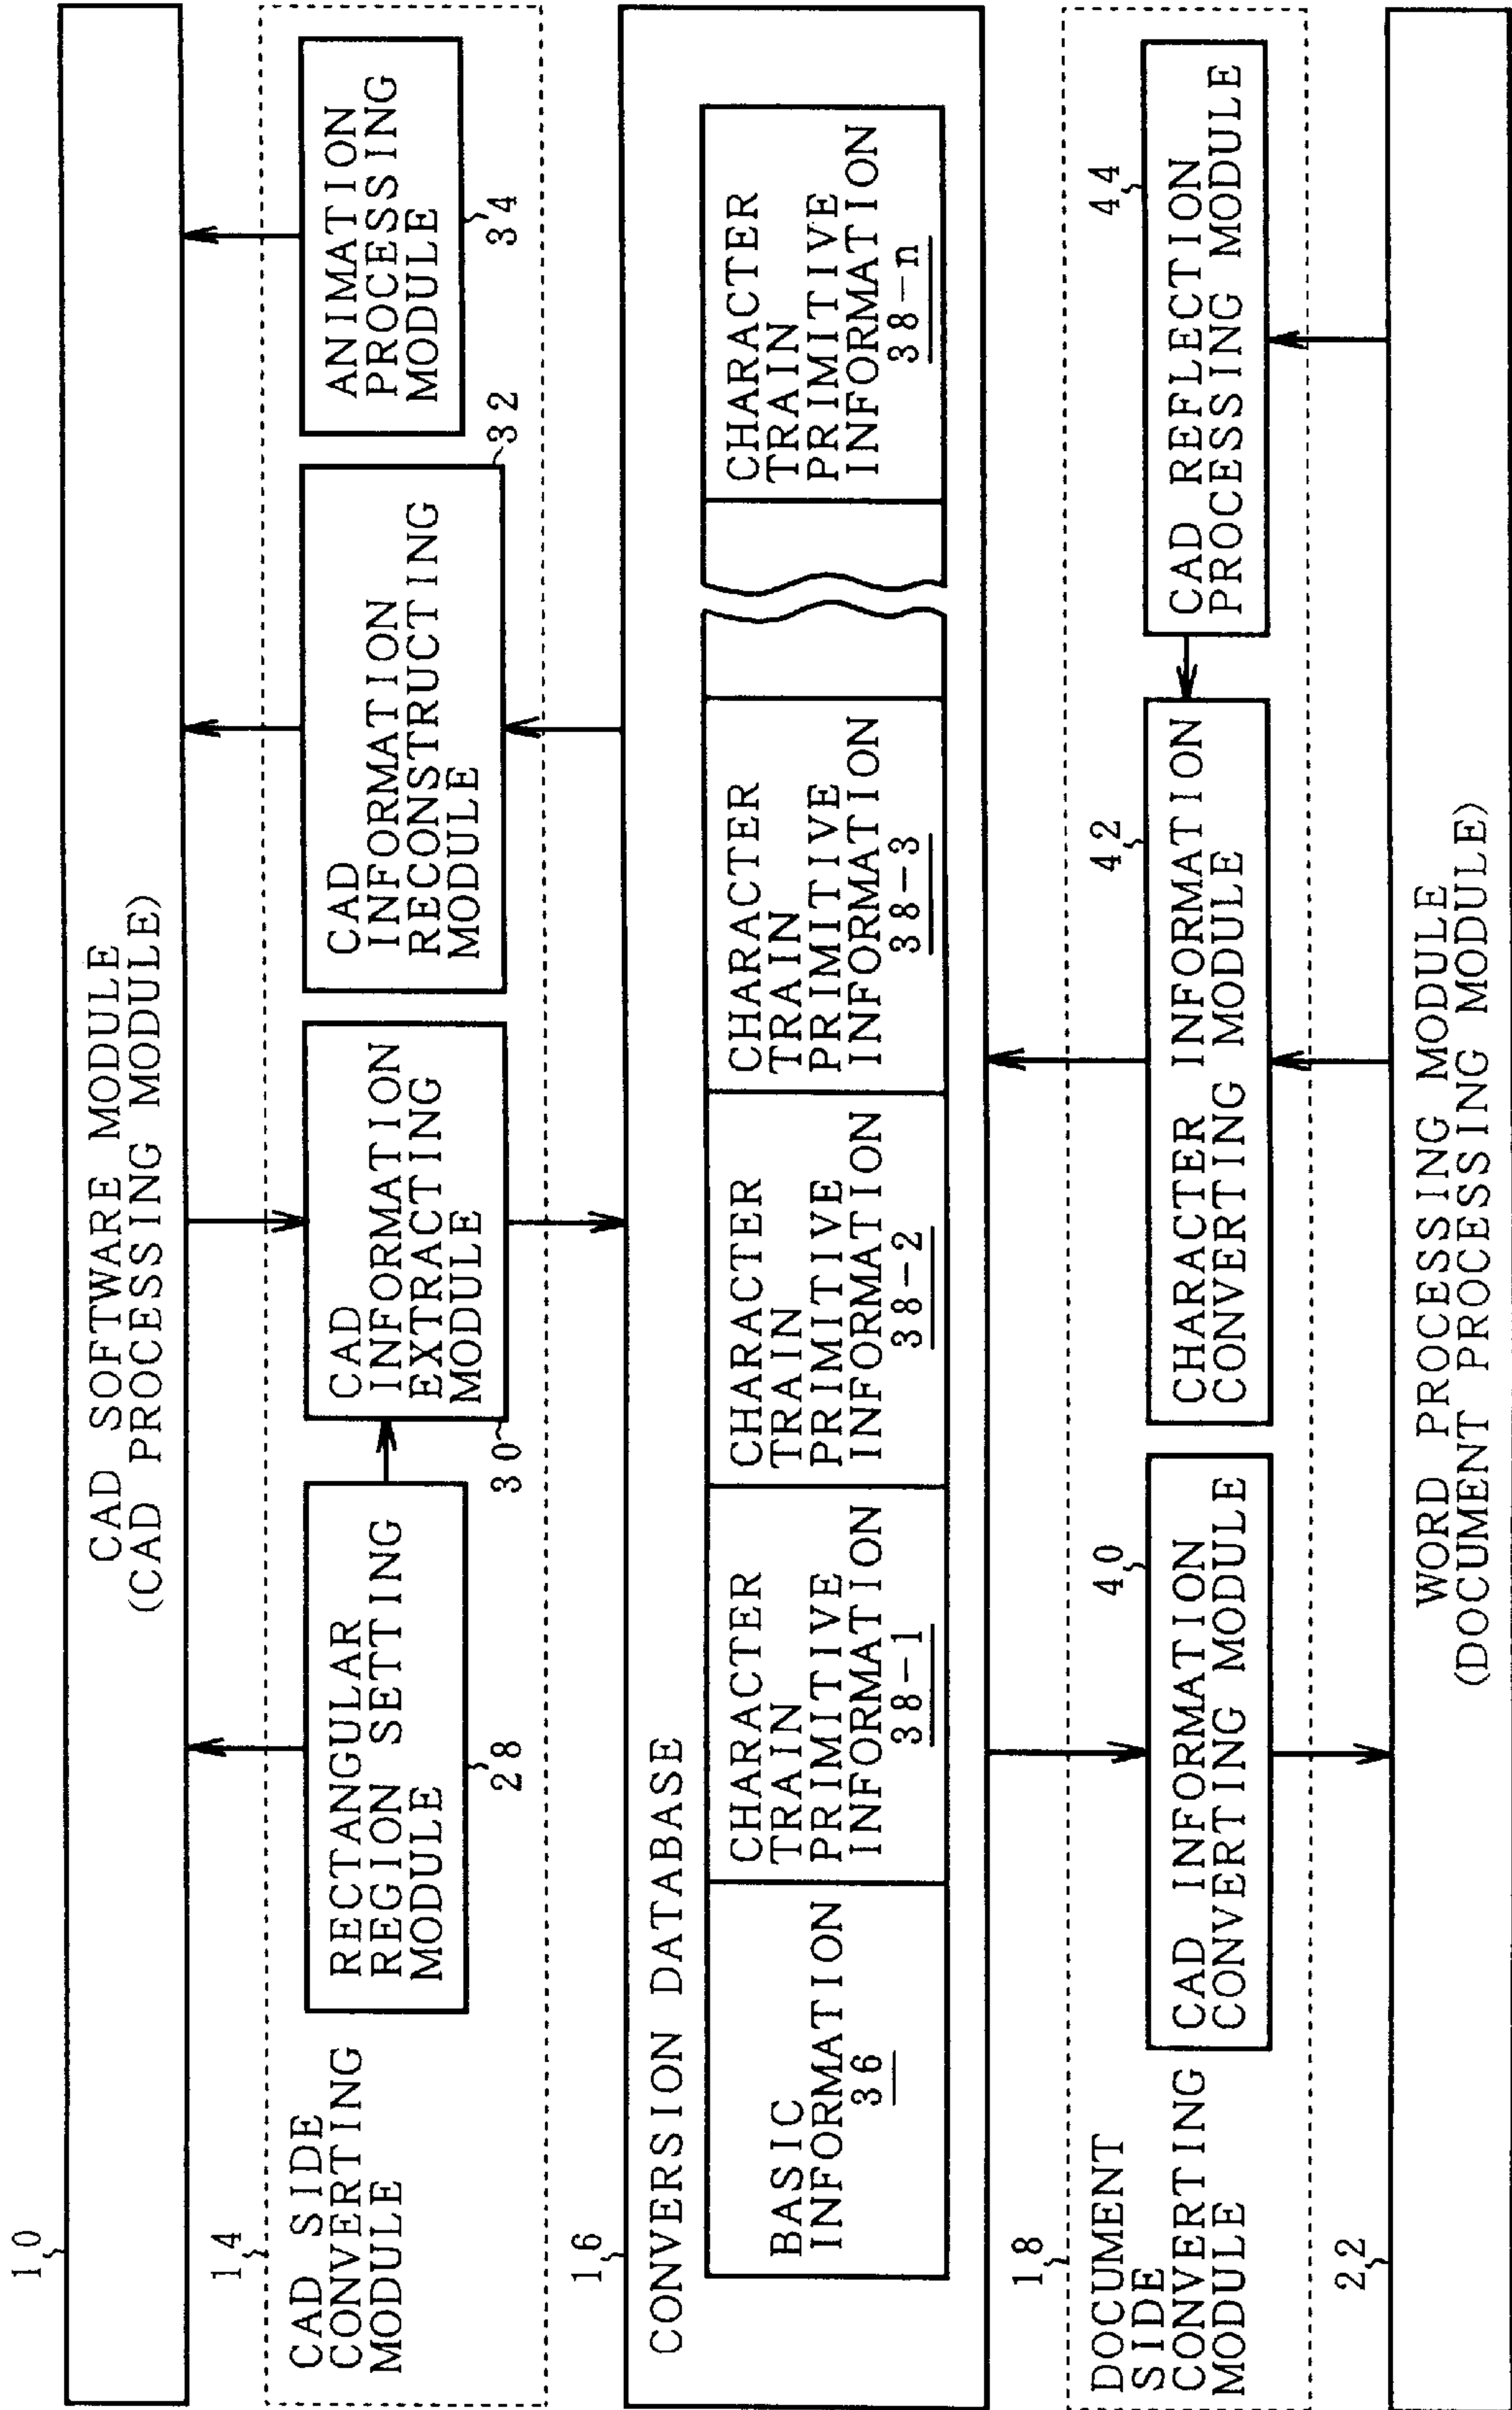 10
CAD SOFTWARE MODULE
(CAD PROCESSING MODULE)
14
CAD SIDE
CONVERTING
MODULE
RECTANGULAR
REGION SETTING
MODULE
28
CAD
INFORMATION
EXTRACTING
MODULE
30
CAD
INFORMATION
RECONSTRUCTING
MODULE
32
ANIMATION
PROCESSING
MODULE
34
16
CONVERSION DATABASE
BASIC
INFORMATION
36
CHARACTER
TRAIN
PRIMITIVE
INFORMATION
38-1
CHARACTER
TRAIN
PRIMITIVE
INFORMATION
38-2
CHARACTER
TRAIN
PRIMITIVE
INFORMATION
38-3
CHARACTER
TRAIN
PRIMITIVE
INFORMATION
38-n
18
DOCUMENT
SIDE
CONVERTING
MODULE
40
CAD INFORMATION
CONVERTING MODULE
42
CHARACTER INFORMATION
CONVERTING MODULE
44
CAD REFLECTION
PROCESSING MODULE
22
WORD PROCESSING MODULE
(DOCUMENT PROCESSING MODULE)